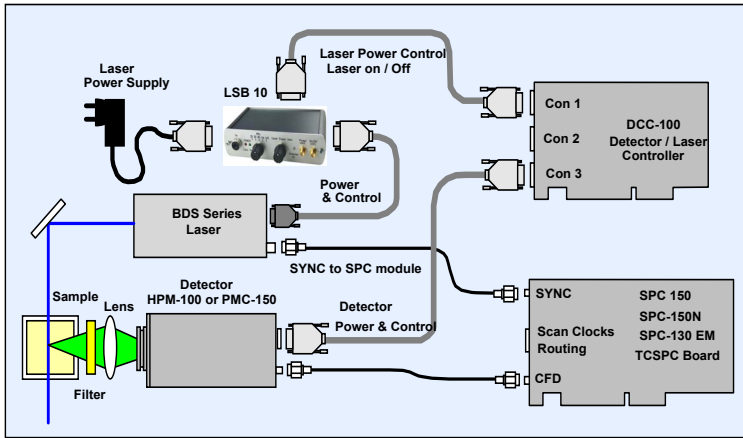 Laser
Power Supply
LSB 10
Laser Power Control
Laser on / Off
Con 1
Con 2
Con 3
DCC-100
Detector / Laser
Controller
Power
& Control
BDS Series
Laser
SYNC to SPC module
Sample
Lens
Filter
Detector
HPM-100 or PMC-150
Detector
Power & Control
SYNC
Scan Clocks
Routing
CFD
SPC 150
SPC-150N
SPC-130 EM
TCSPC Board